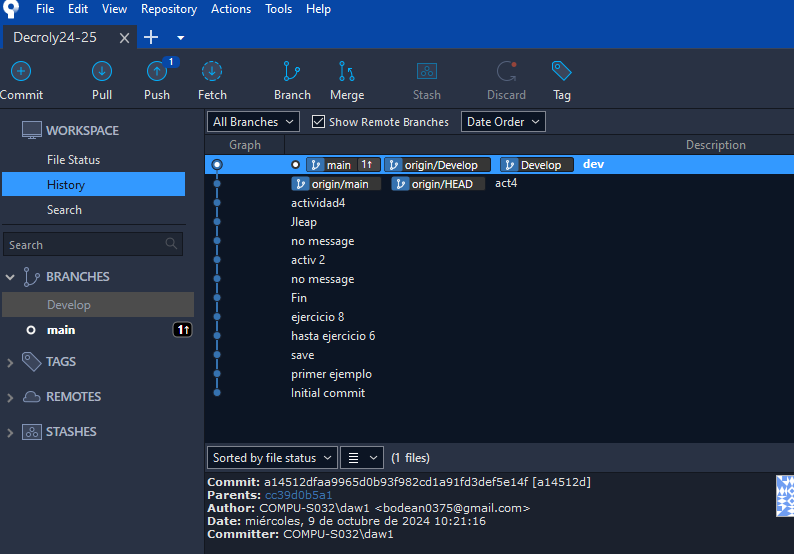 File Edit View Repository Actions Tools Help
Decroly24-25
1
Commit Pull Push Fetch Branch Merge Stash Discard Tag
All Branches Show Remote Branches Date Order
WORKSPACE
File Status
History
Search
Search
BRANCHES
Develop
main 1↑
TAGS
REMOTES
STASHES
Graph Description
main 1↑ origin/Develop Develop dev
origin/main origin/HEAD act4
actividad4
Jleap
no message
activ 2
no message
Fin
ejercicio 8
hasta ejercicio 6
save
primer ejemplo
Initial commit
Sorted by file status (1 files)
Commit: a14512dfaa9965d0b93f982cd1a91fd3def5e14f [a14512d]
Parents: cc39d0b5a1
Author: COMPU-S032\daw1 <bodean0375@gmail.com>
Date: miércoles, 9 de octubre de 2024 10:21:16
Committer: COMPU-S032\daw1